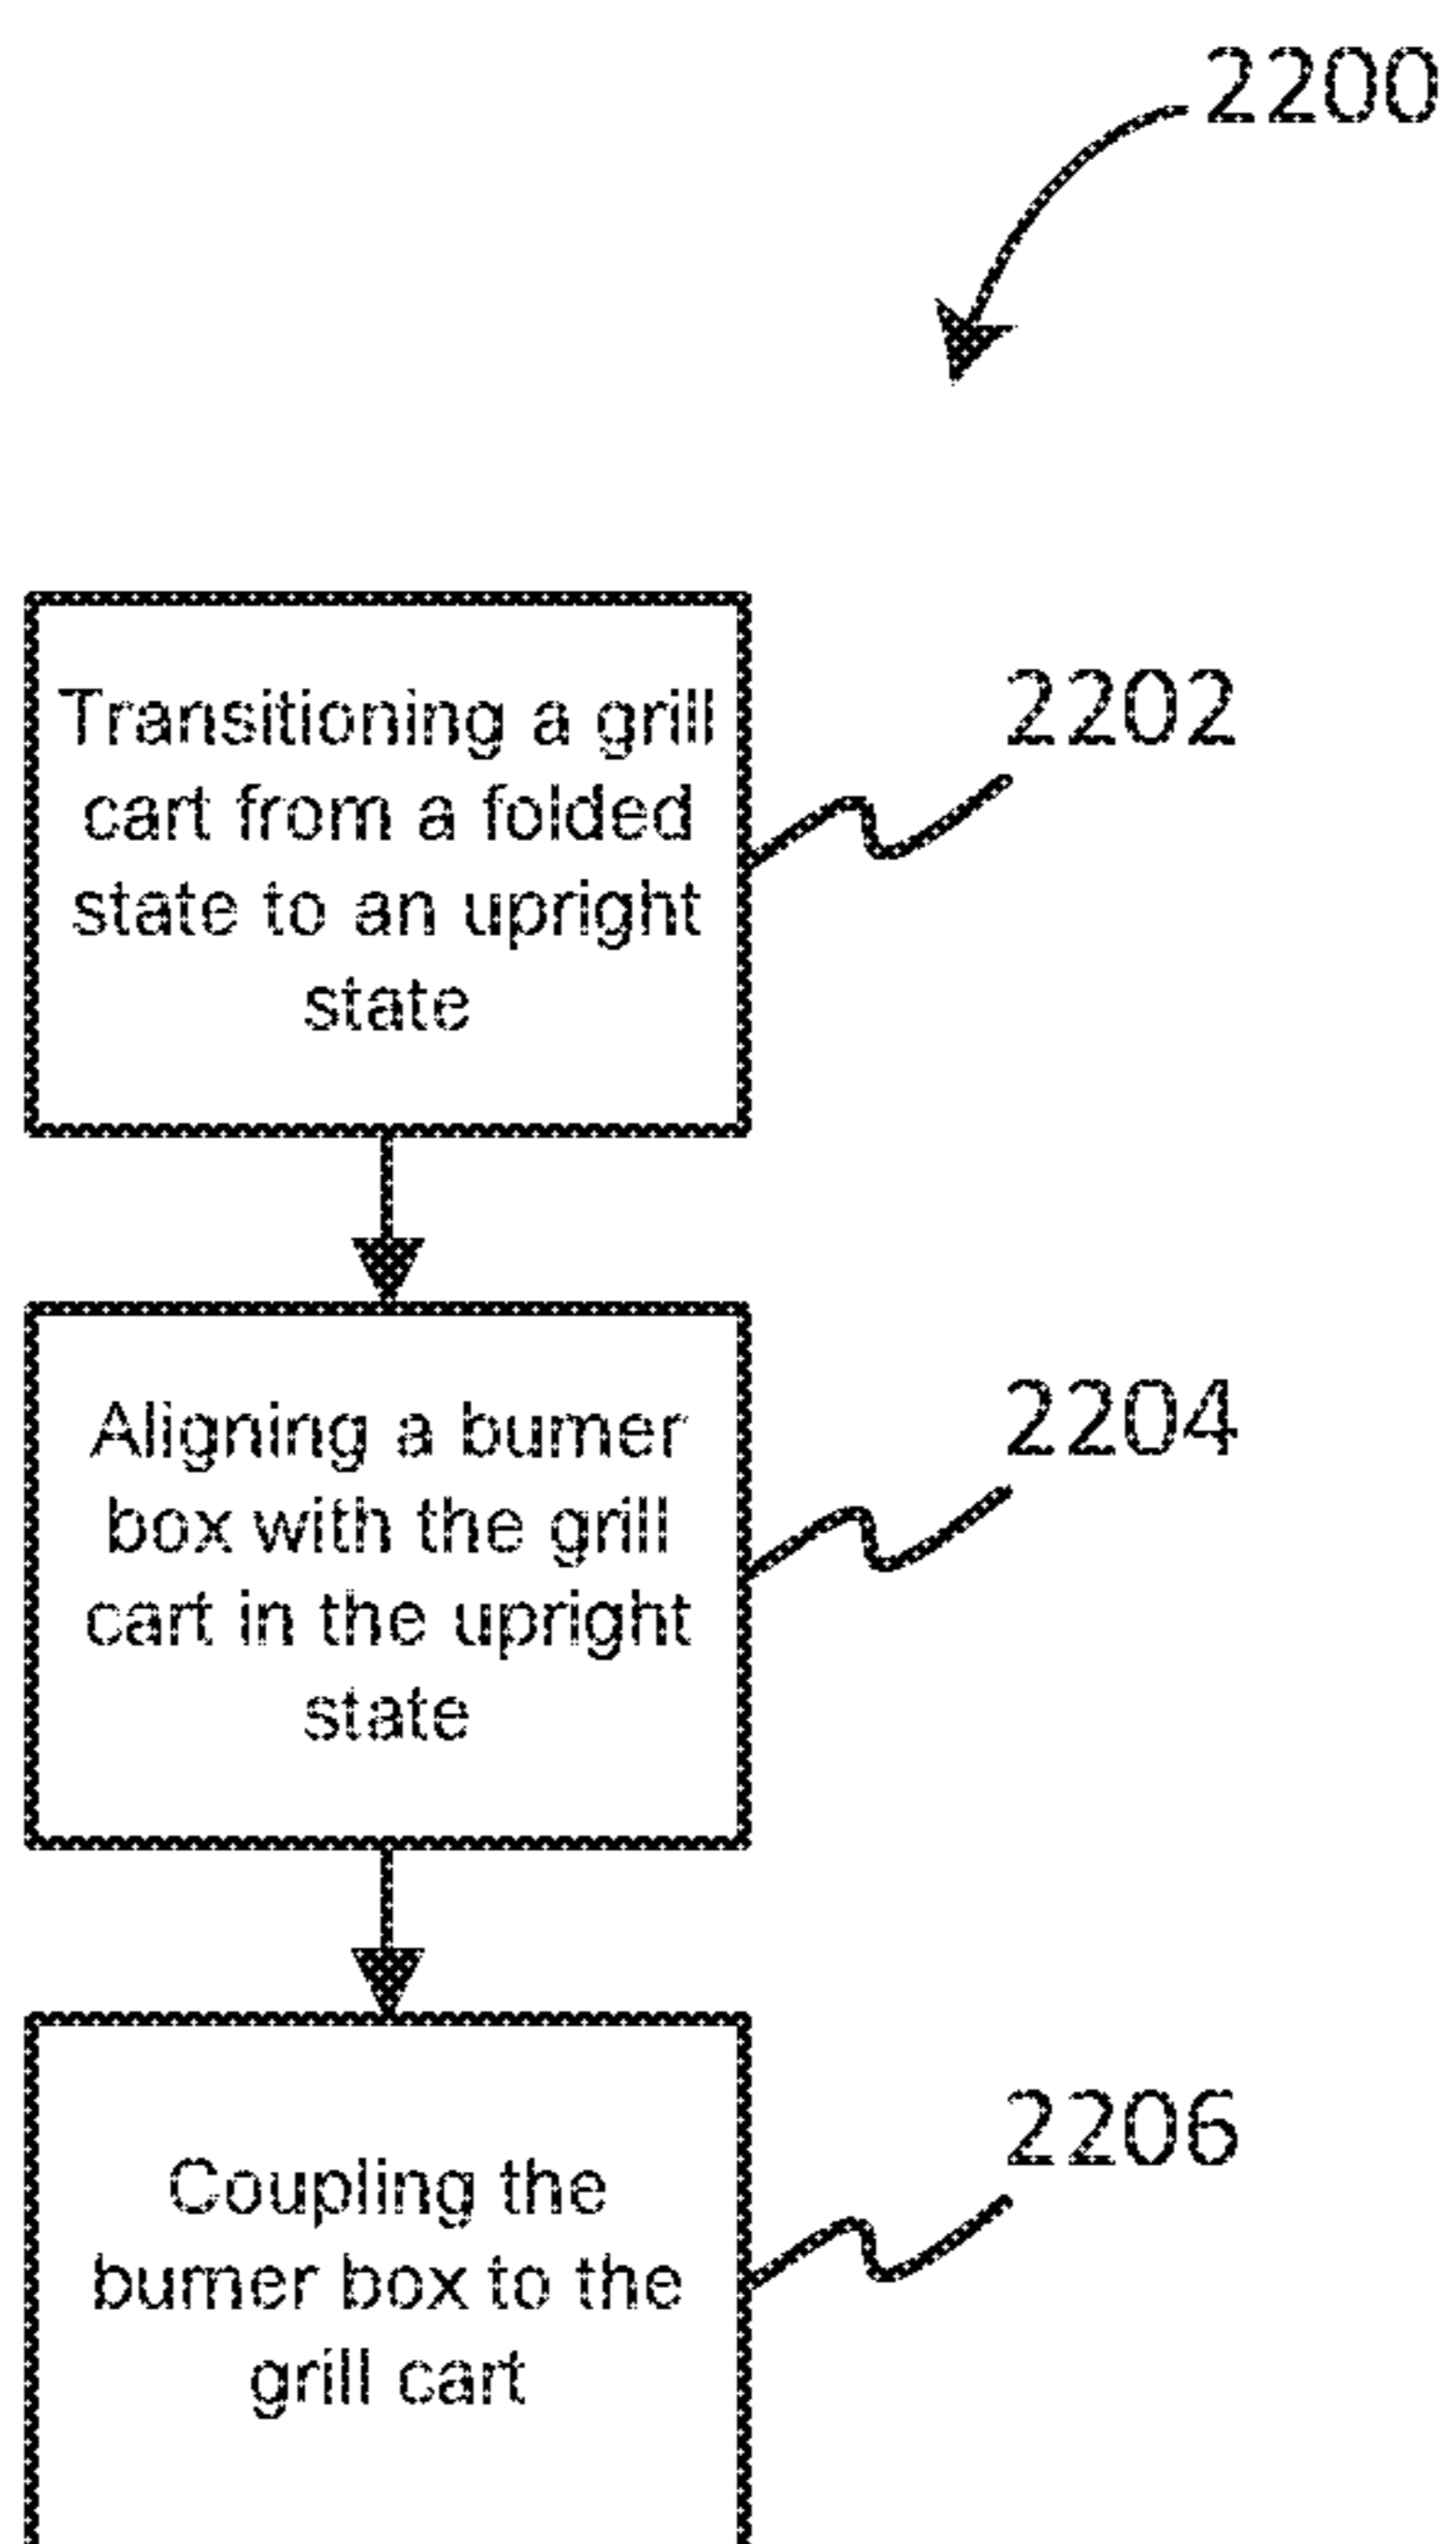 2200
Transitioning a grill
cart from a folded
state to an upright
state
2202
Aligning a burner
box with the grill
cart in the upright
state
2204
Coupling the
burner box to the
grill cart
2206